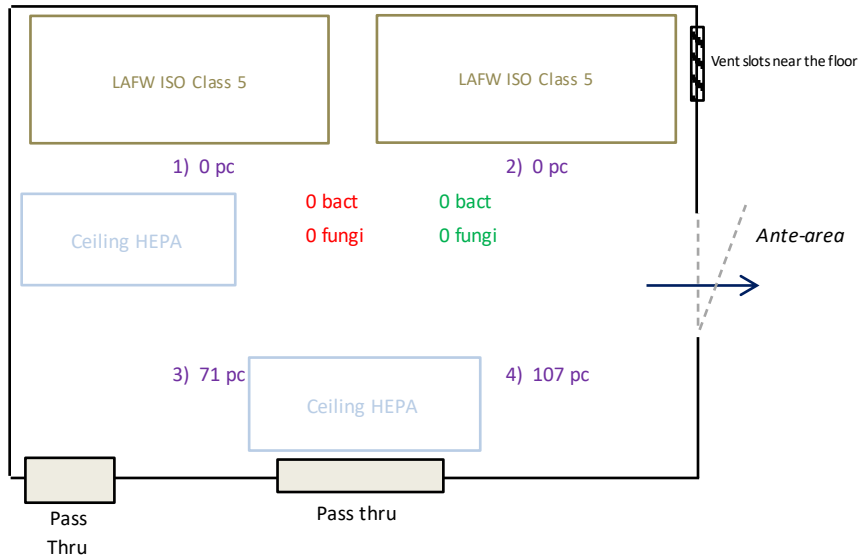 LAFW ISO Class 5
LAFW ISO Class 5
Vent slots near the floor
1) 0 pc
2) 0 pc
0 bact
0 bact
Ceiling HEPA
0 fungi
0 fungi
Ante-area
3) 71 pc
4) 107 pc
Ceiling HEPA
Pass
Thru
Pass thru